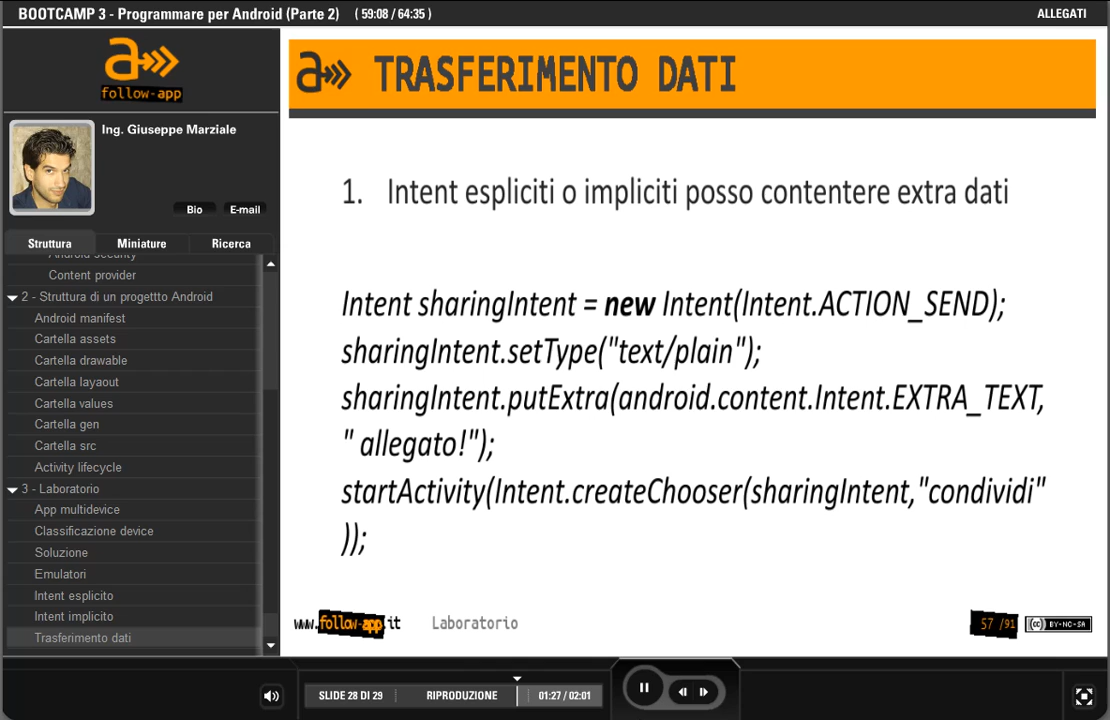 BOOTCAMP 3 - Programmare per Android (Parte 2) ( 59:08 / 64:35 )
ALLEGATI
a
follow-app
Ing. Giuseppe Marziale
Bio
E-mail
Struttura
Miniature
Ricerca
Android security
Content provider
2 - Struttura di un progettto Android
Android manifest
Cartella assets
Cartella drawable
Cartella layaout
Cartella values
Cartella gen
Cartella src
Activity lifecycle
3 - Laboratorio
App multidevice
Classificazione device
Soluzione
Emulatori
Intent esplicito
Intent implicito
Trasferimento dati
a TRASFERIMENTO DATI
1. Intent espliciti o impliciti posso contentere extra dati
Intent sharingIntent = new Intent(Intent.ACTION_SEND);
sharingIntent.setType("text/plain");
sharingIntent.putExtra(android.content.Intent.EXTRA_TEXT,
" allegato!");
startActivity(Intent.createChooser(sharingIntent,"condividi"
));
www.follow-app.it
Laboratorio
57 /91
cc BY-NC-SA
SLIDE 28 DI 29
RIPRODUZIONE
01:27 / 02:01